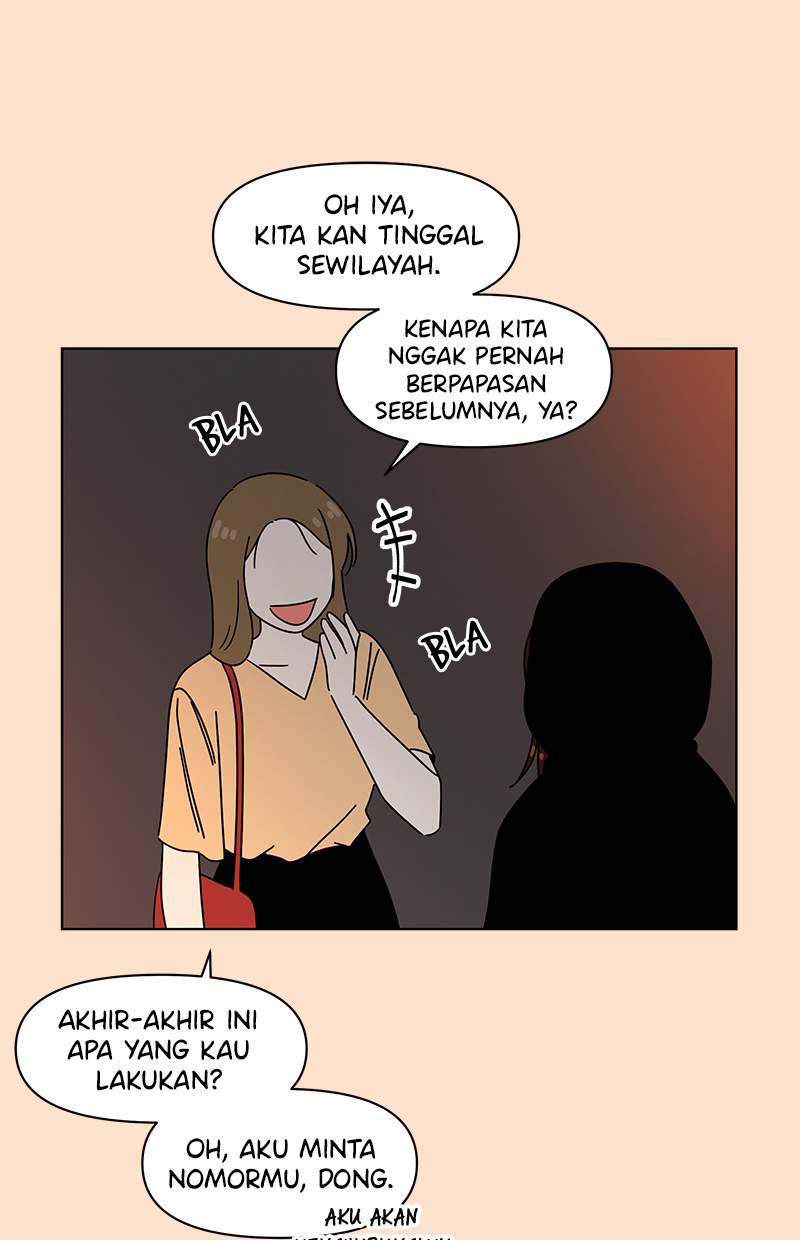 OH IYA,
KITA KAN TINGGAL
SEWILAYAH.
KENAPA KITA
NGGAK PERNAH
BERPAPASAN
SEBELUMNYA, YA?
BLA
BLA
AKHIR-AKHIR INI
APA YANG KAU
LAKUKAN?
OH, AKU MINTA
NOMORMU, DONG.
AKU AKAN